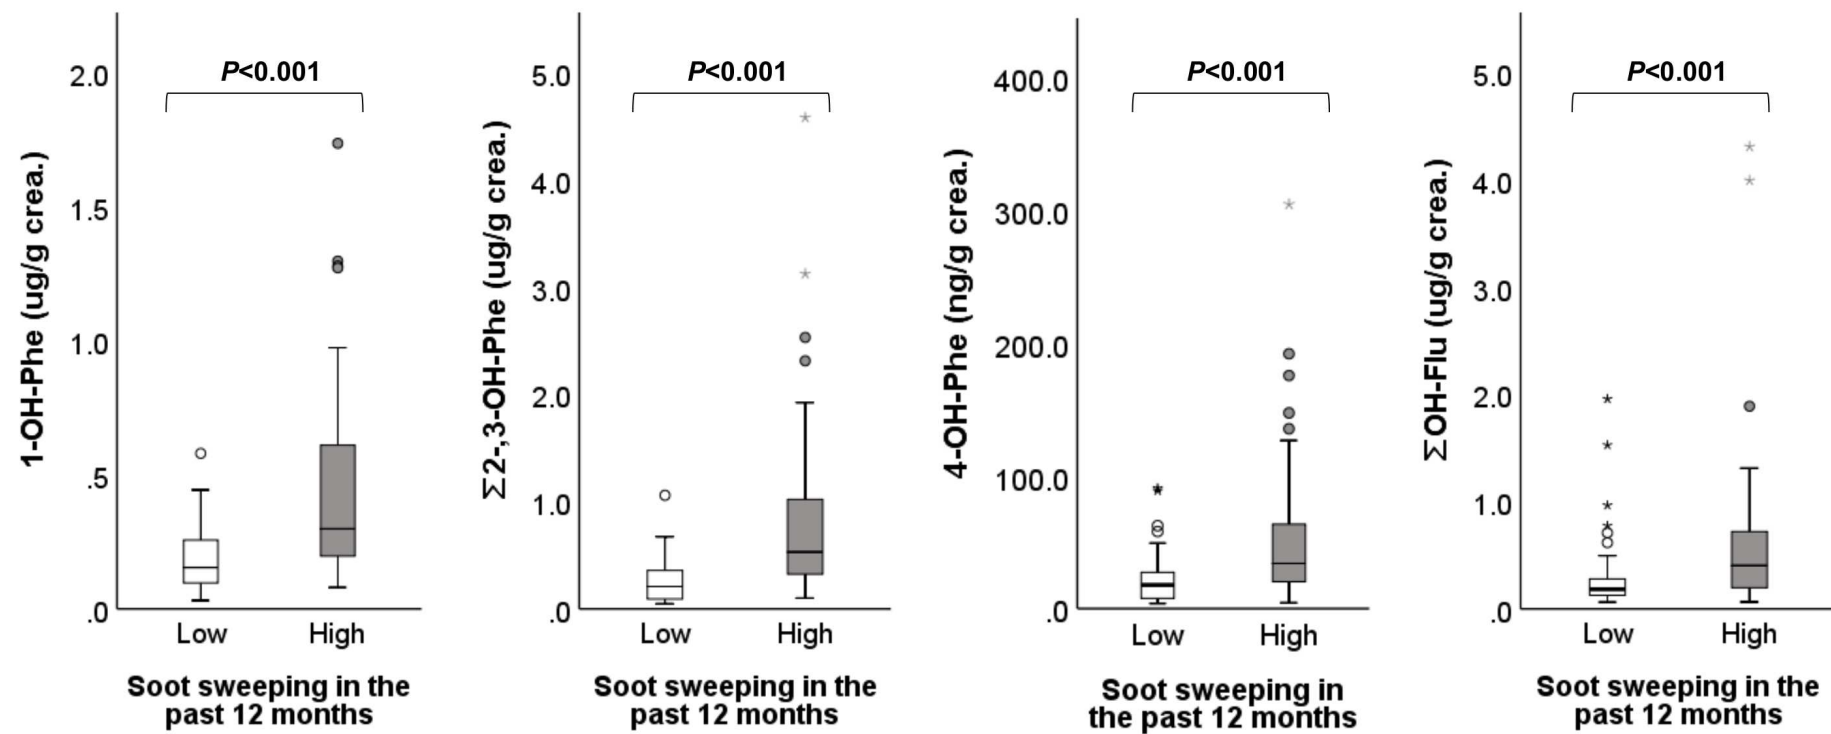 1-OH-Phe (ug/g crea.)
2.0
1.5
1.0
.5
.0
P<0.001
Low High
Soot sweeping in the
past 12 months
∑2-,3-OH-Phe (ug/g crea.)
5.0
4.0
3.0
2.0
1.0
.0
P<0.001
Low High
Soot sweeping in the
past 12 months
4-OH-Phe (ng/g crea.)
400.0
300.0
200.0
100.0
.0
P<0.001
Low High
Soot sweeping in
the past 12 months
∑OH-Flu (ug/g crea.)
5.0
4.0
3.0
2.0
1.0
.0
P<0.001
Low High
Soot sweeping in the
past 12 months